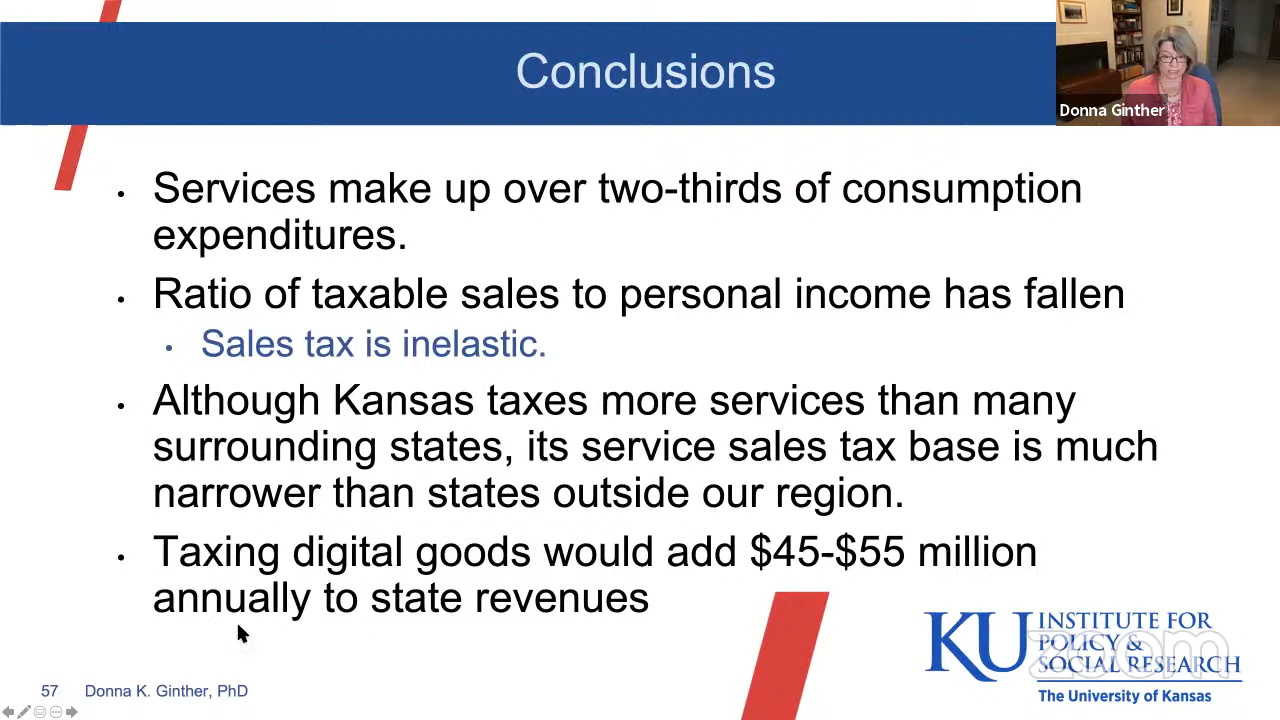 Conclusions
Donna Ginther
• Services make up over two-thirds of consumption
expenditures.
• Ratio of taxable sales to personal income has fallen
• Sales tax is inelastic.
• Although Kansas taxes more services than many
surrounding states, its service sales tax base is much
narrower than states outside our region.
• Taxing digital goods would add $45-$55 million
annually to state revenues
KU INSTITUTE FOR
POLICY &
SOCIAL RESEARCH
The University of Kansas
zoom
57 Donna K. Ginther, PhD